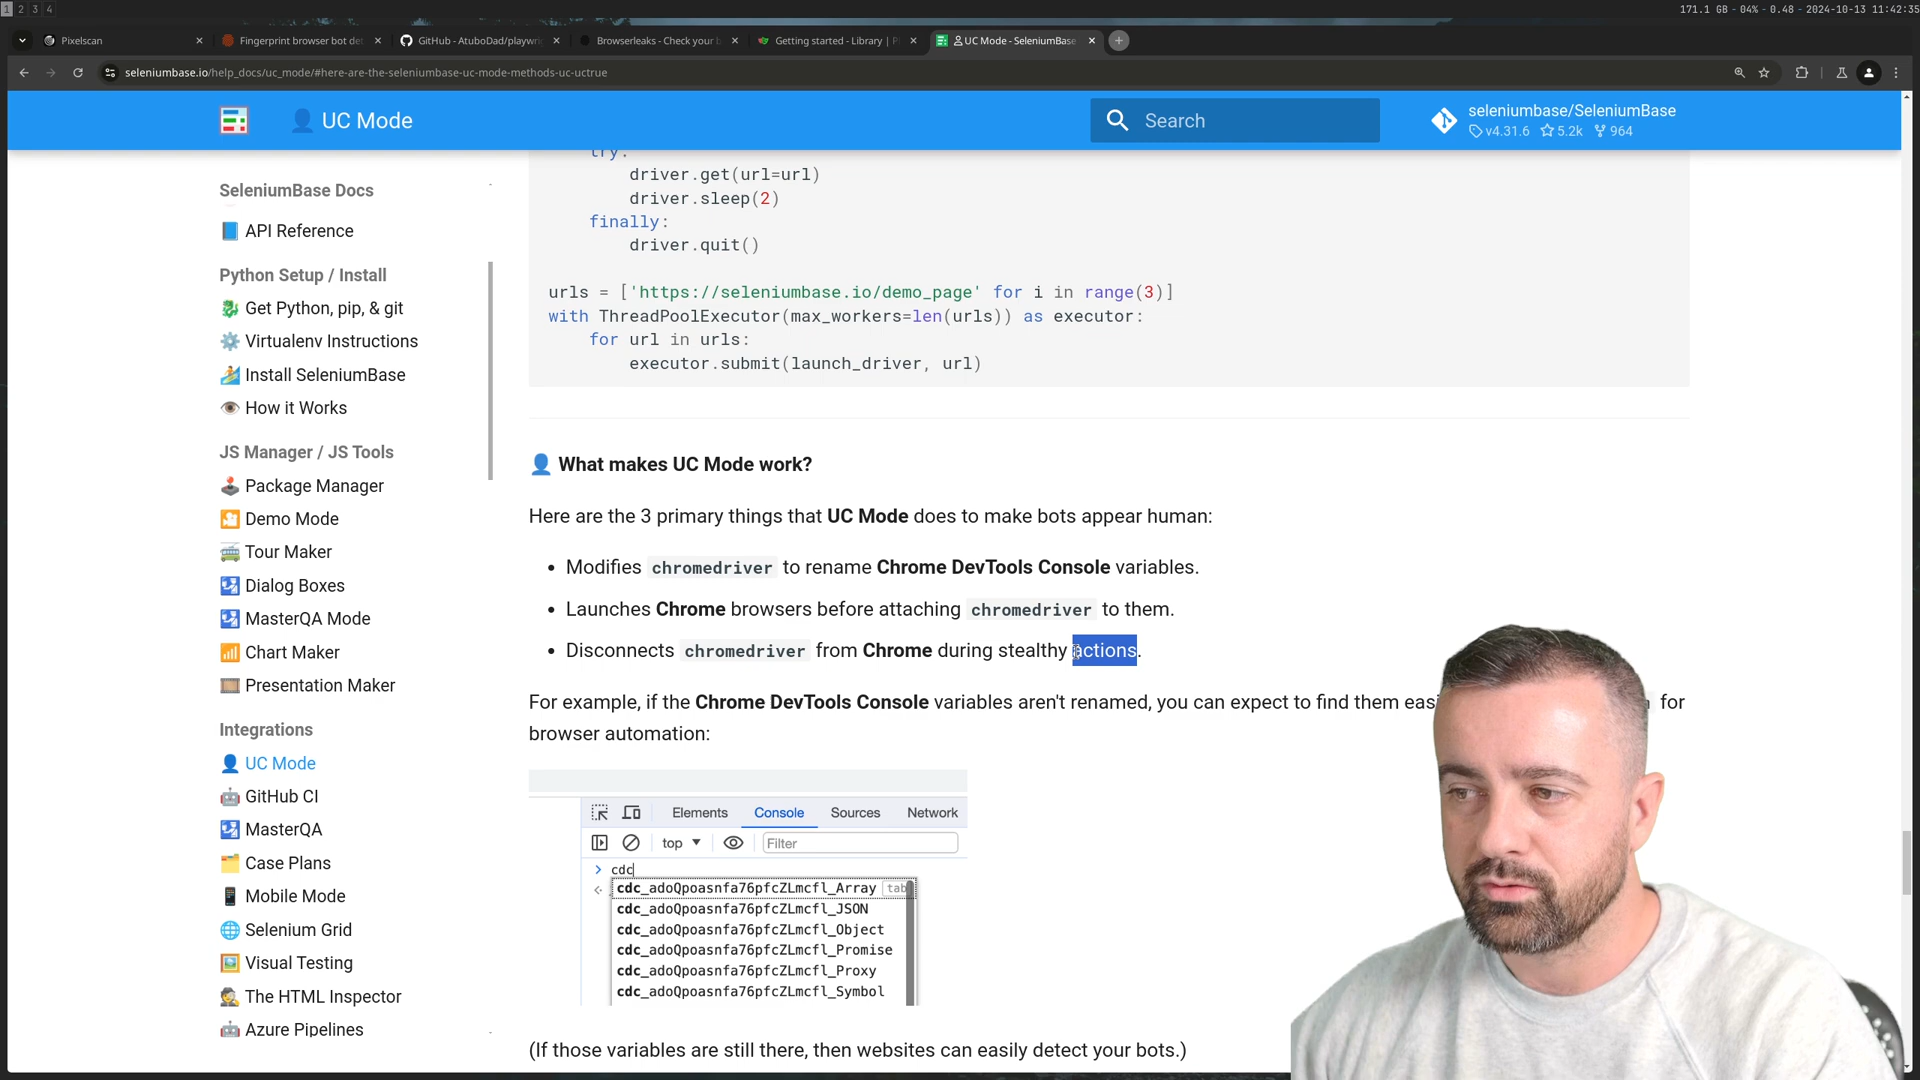 1 2 3 4
171.1 GB - 04% - 0.48 - 2024-10-13 11:42:35
Pixelscan
Fingerprint browser bot det
GitHub - AtuboDad/playwri
Browserleaks - Check your b
Getting started - Library | P
UC Mode - SeleniumBase
seleniumbase.io/help_docs/uc_mode/#here-are-the-seleniumbase-uc-mode-methods-uc-uctrue
UC Mode
Search
seleniumbase/SeleniumBase
v4.31.6 5.2k 964
SeleniumBase Docs
API Reference
Python Setup / Install
Get Python, pip, & git
Virtualenv Instructions
Install SeleniumBase
How it Works
JS Manager / JS Tools
Package Manager
Demo Mode
Tour Maker
Dialog Boxes
MasterQA Mode
Chart Maker
Presentation Maker
Integrations
UC Mode
GitHub CI
MasterQA
Case Plans
Mobile Mode
Selenium Grid
Visual Testing
The HTML Inspector
Azure Pipelines
try:
driver.get(url=url)
driver.sleep(2)
finally:
driver.quit()
urls = ['https://seleniumbase.io/demo_page' for i in range(3)]
with ThreadPoolExecutor(max_workers=len(urls)) as executor:
for url in urls:
executor.submit(launch_driver, url)
What makes UC Mode work?
Here are the 3 primary things that UC Mode does to make bots appear human:
• Modifies chromedriver to rename Chrome DevTools Console variables.
• Launches Chrome browsers before attaching chromedriver to them.
• Disconnects chromedriver from Chrome during stealthy actions.
For example, if the Chrome DevTools Console variables aren't renamed, you can expect to find them easi for
browser automation:
Elements Console Sources Network
top Filter
cdc
cdc_adoQpoasnfa76pfcZLmcfl_Array tab
cdc_adoQpoasnfa76pfcZLmcfl_JSON
cdc_adoQpoasnfa76pfcZLmcfl_Object
cdc_adoQpoasnfa76pfcZLmcfl_Promise
cdc_adoQpoasnfa76pfcZLmcfl_Proxy
cdc_adoQpoasnfa76pfcZLmcfl_Symbol
(If those variables are still there, then websites can easily detect your bots.)